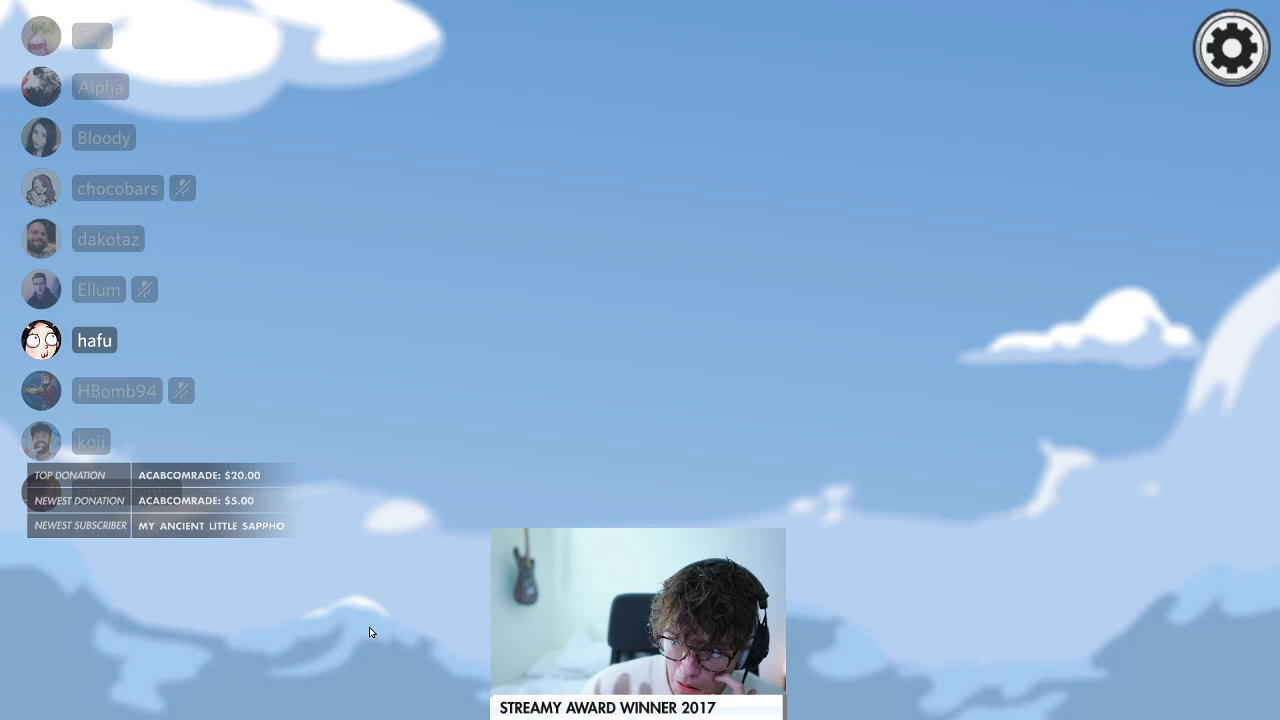 Alpha
Bloody
chocobars
dakotaz
Ellum
hafu
HBomb94
koji
TOP DONATION ACABCOMRADE: $20.00
NEWEST DONATION ACABCOMRADE: $5.00
NEWEST SUBSCRIBER MY ANCIENT LITTLE SAPPHO
STREAMY AWARD WINNER 2017